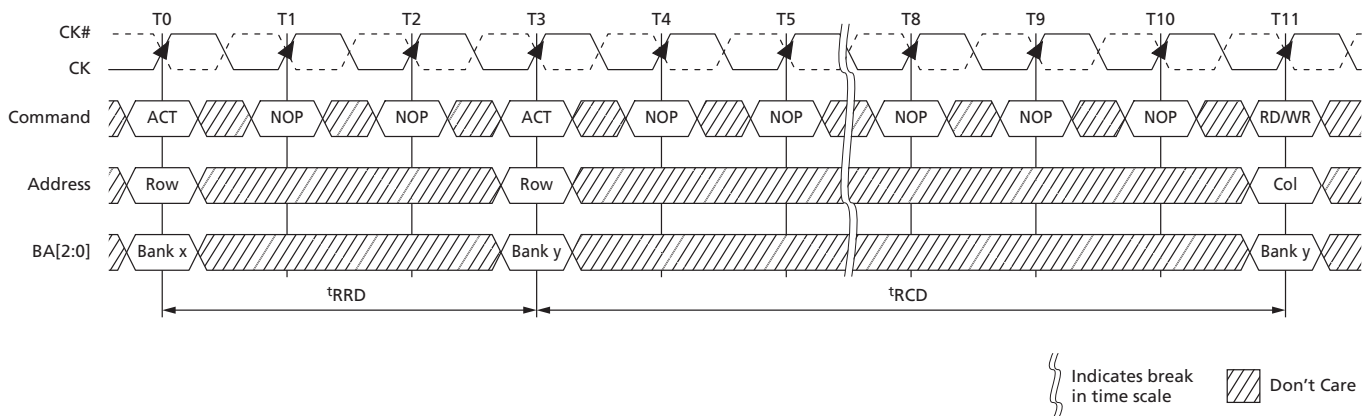 T0 T1 T2 T3 T4 T5 T8 T9 T10 T11
CK#
CK
Command ACT NOP NOP ACT NOP NOP NOP NOP NOP RD/WR
Address Row Row Col
BA[2:0] Bank x Bank y Bank y
tRRD tRCD
Indicates break
in time scale
Don't Care